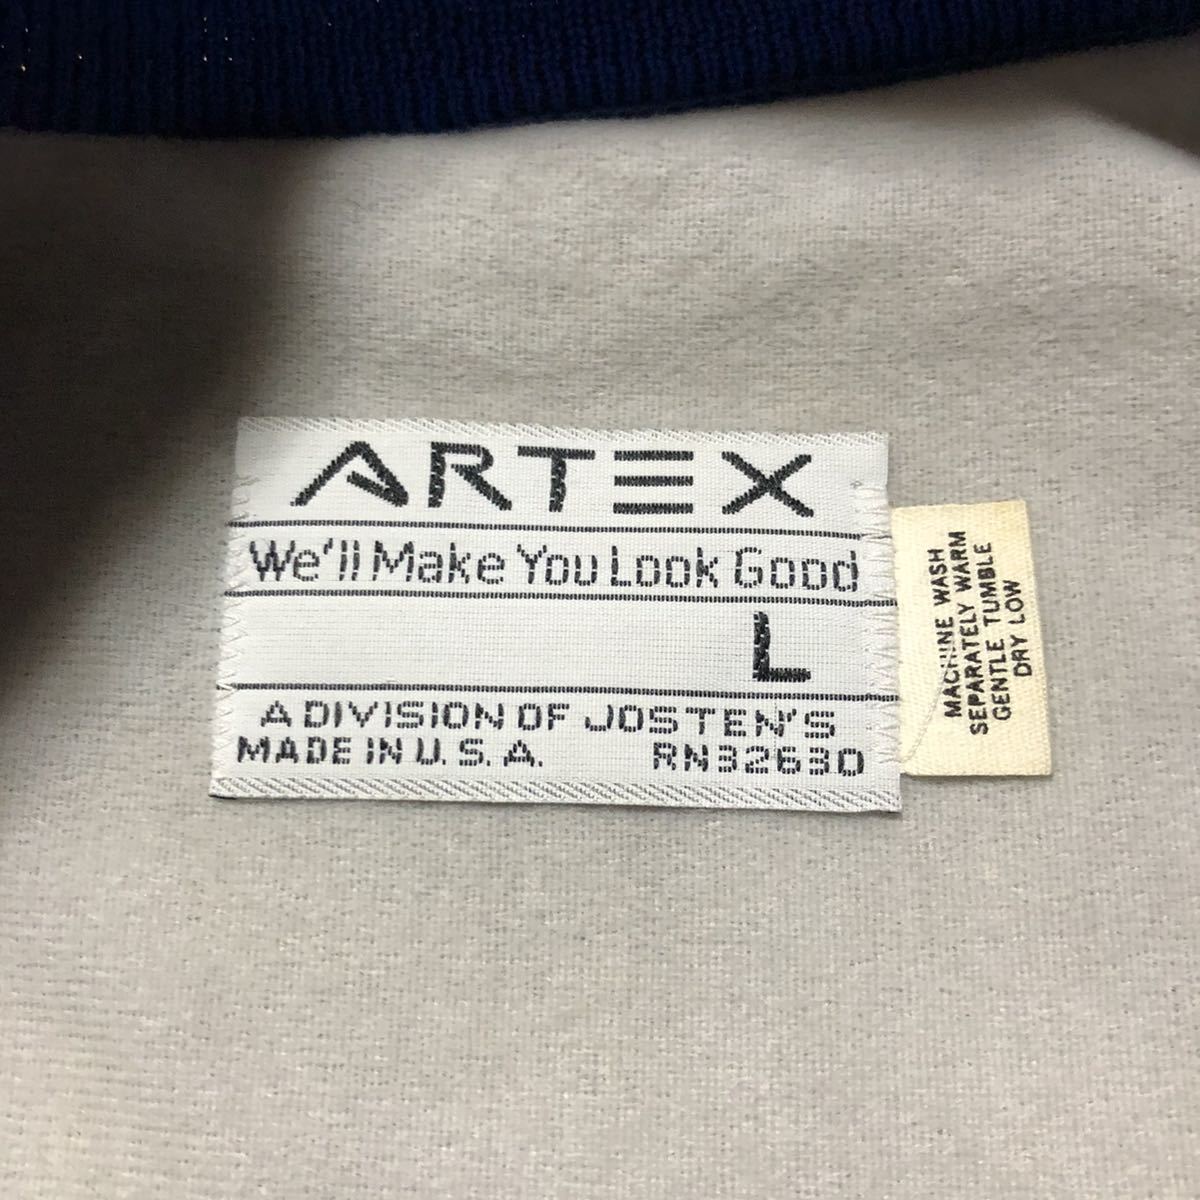 ARTEX
We'll Make You Look Good
L
A DIVISION OF JOSTEN'S
MADE IN U.S.A. RN32630
MACHINE WASH
SEPARATELY WARM
GENTLE TUMBLE
DRY LOW